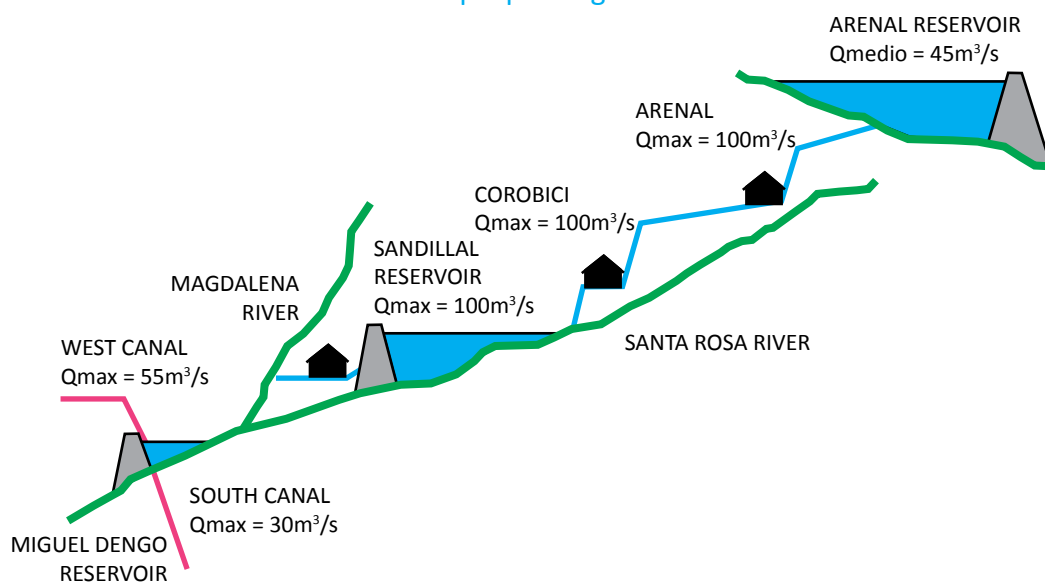 ARENAL RESERVOIR
Qmedio = 45m³/s
ARENAL
Qmax = 100m³/s
COROBICI
Qmax = 100m³/s
SANDILLAL
RESERVOIR
Qmax = 100m³/s
MAGDALENA
RIVER
SANTA ROSA RIVER
WEST CANAL
Qmax = 55m³/s
SOUTH CANAL
Qmax = 30m³/s
MIGUEL DENGO
RESERVOIR